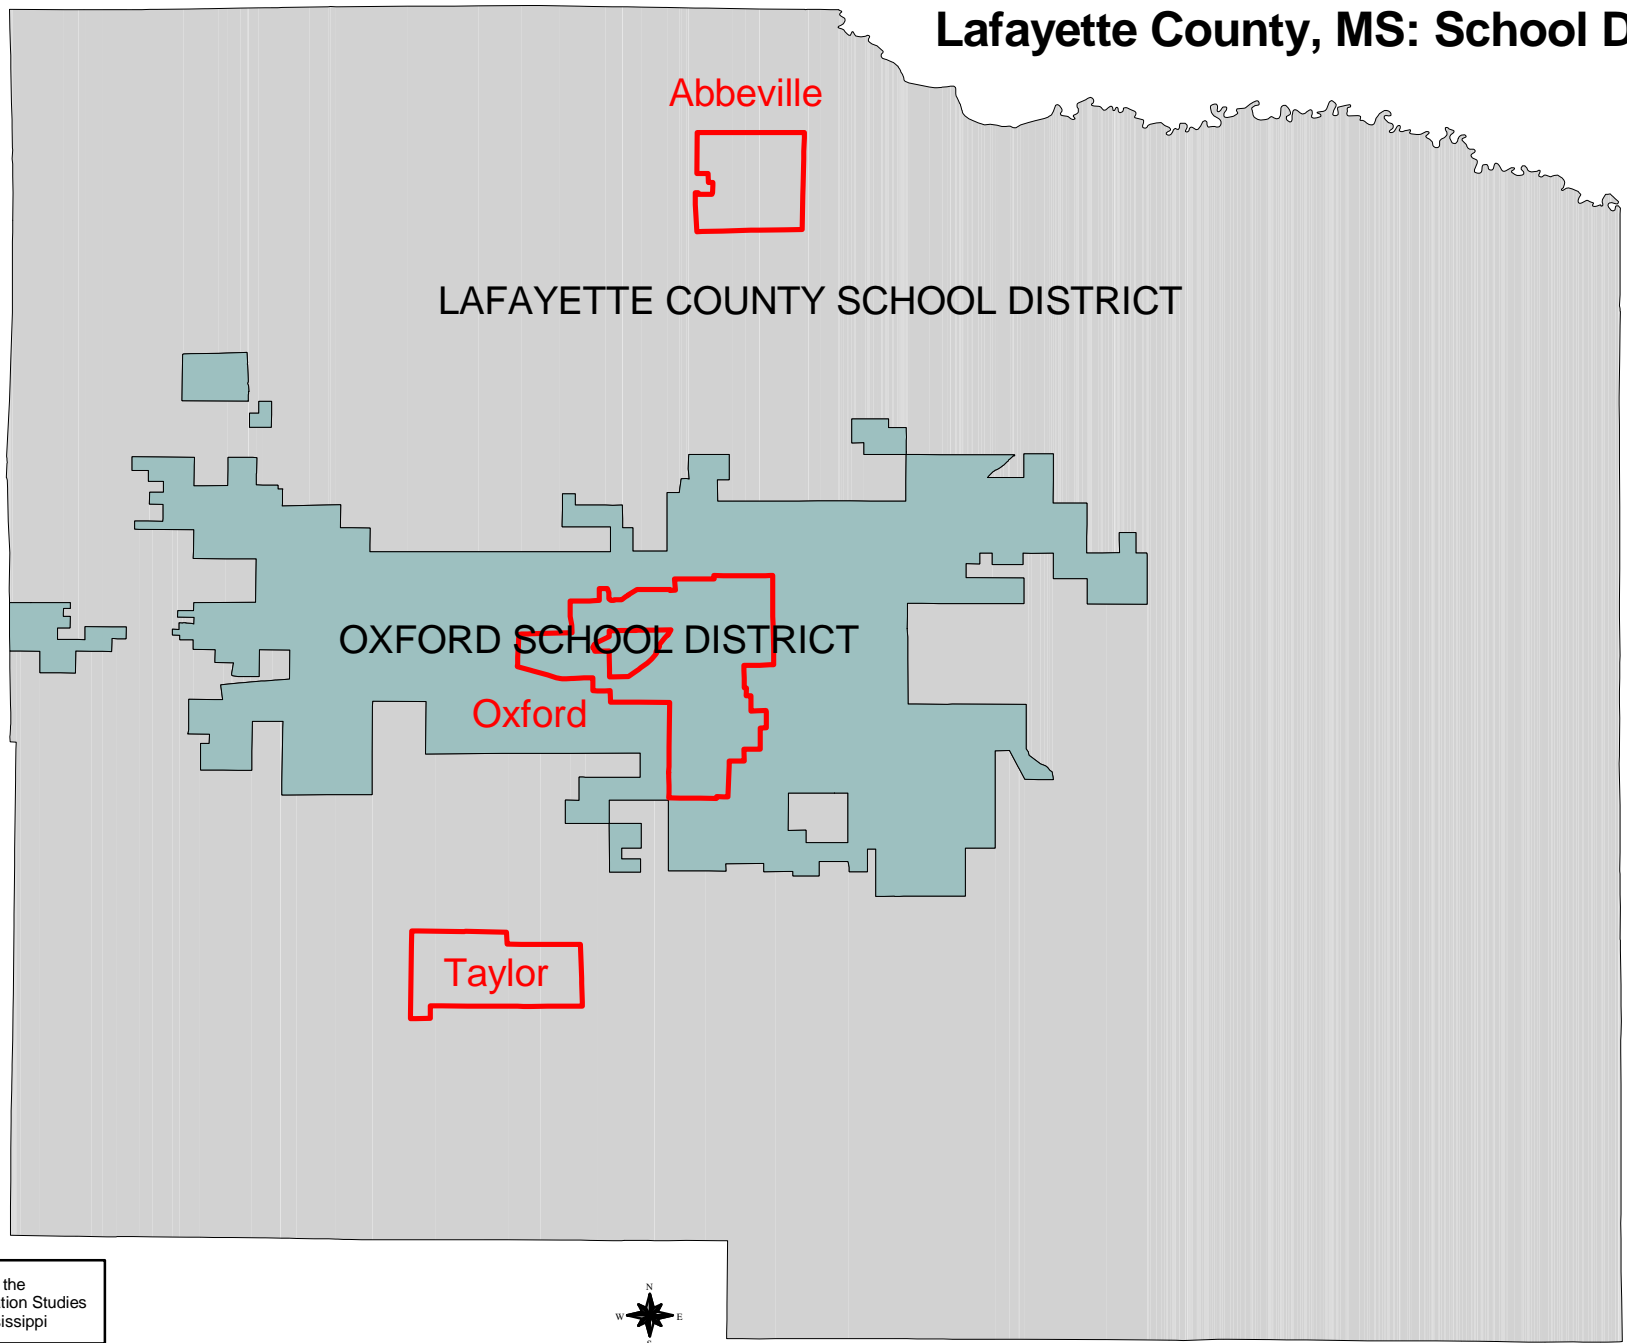 Lafayette County, MS: School D
Abbeville
LAFAYETTE COUNTY SCHOOL DISTRICT
OXFORD SCHOOL DISTRICT
Oxford
Taylor
the
tion Studies
issippi
N
W E
S